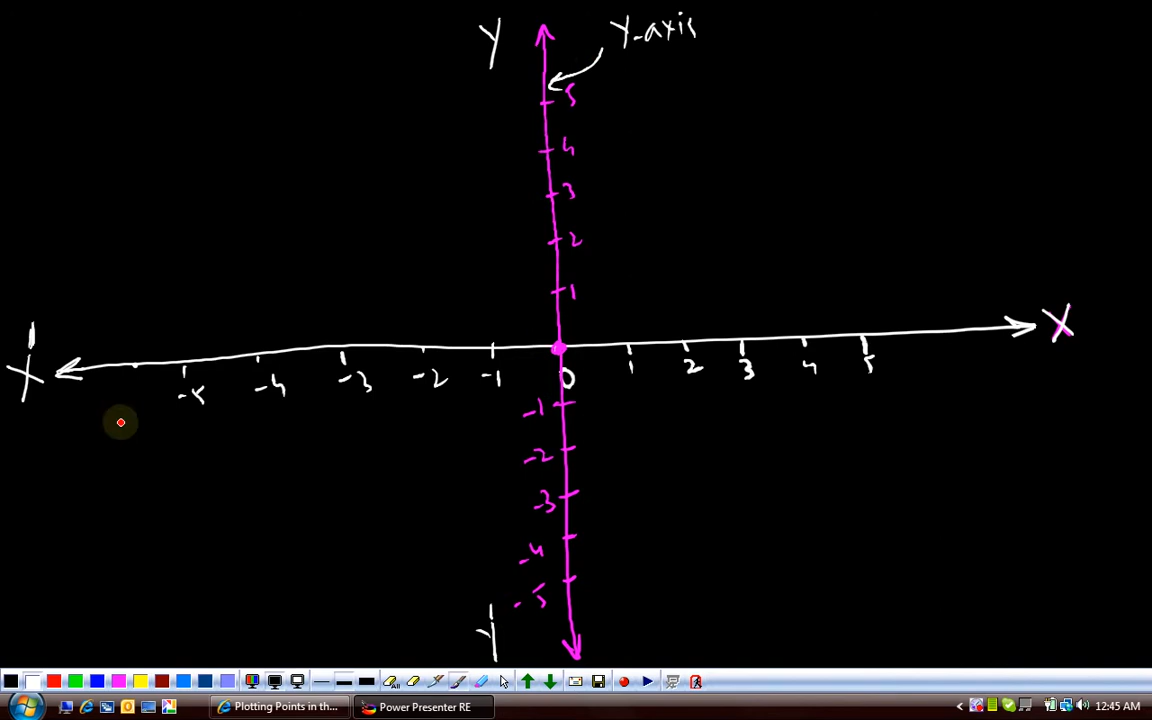 Y
Y-axis
5
4
3
2
1
X
X'
-5 -4 -3 -2 -1 0 1 2 3 4 5
-1
-2
-3
-4
-5
Y'
Plotting Points in th...
Power Presenter RE
12:45 AM